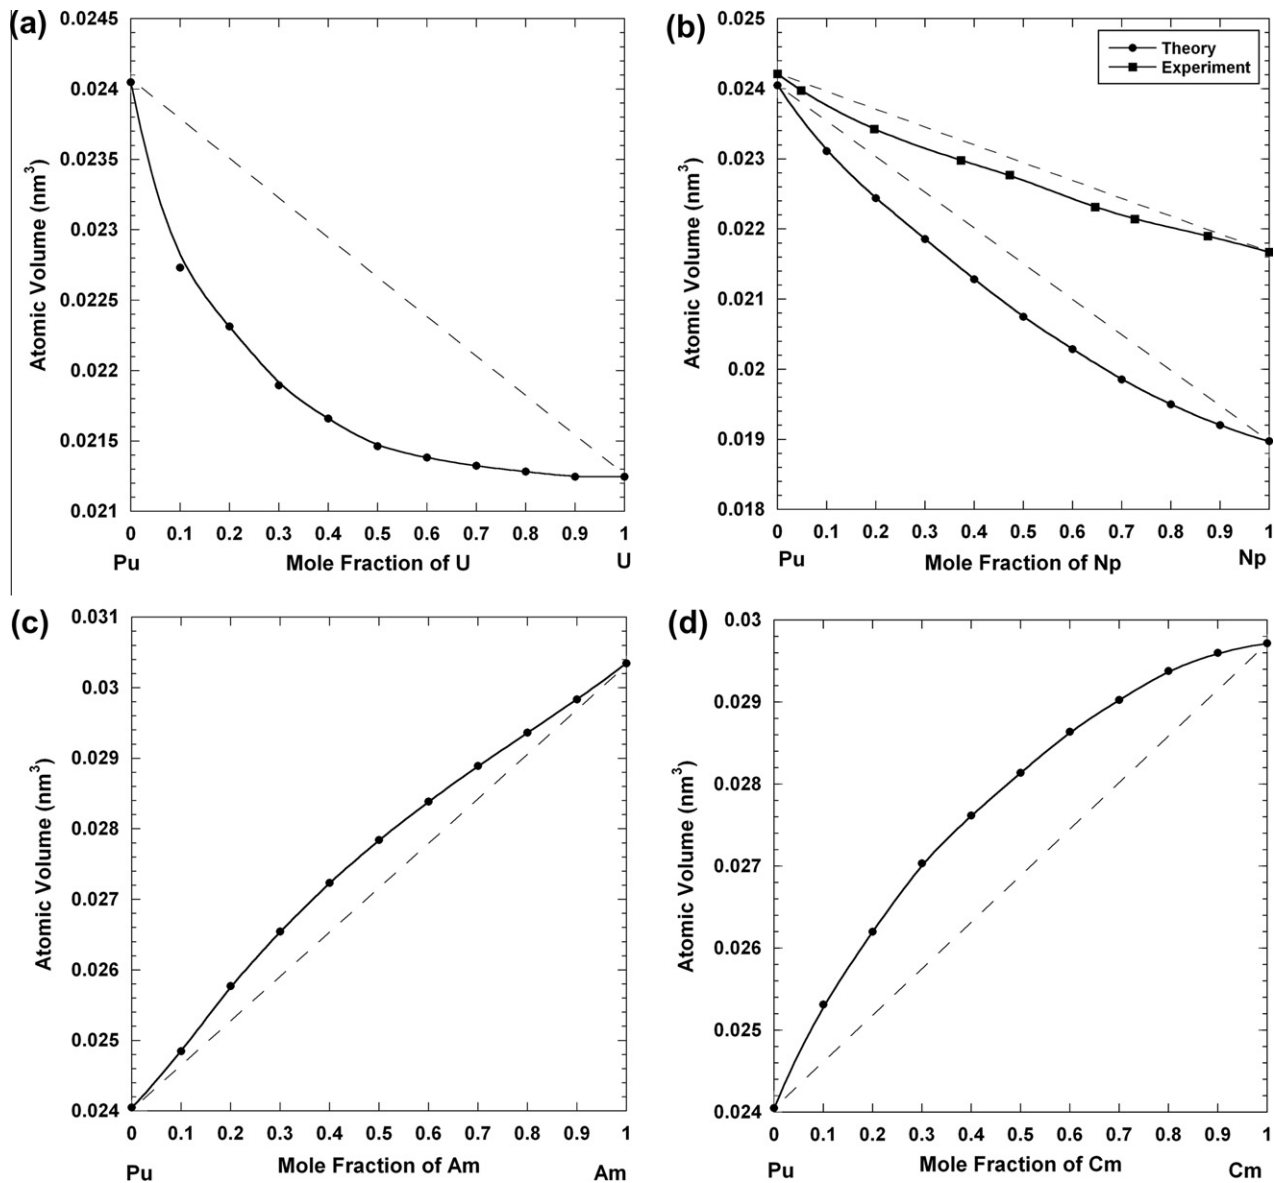 (a)
0.0245
0.024
0.0235
0.023
0.0225
0.022
0.0215
0.021
Atomic Volume (nm³)
0 0.1 0.2 0.3 0.4 0.5 0.6 0.7 0.8 0.9 1
Pu Mole Fraction of U U
(b)
0.025
0.024
0.023
0.022
0.021
0.02
0.019
0.018
Atomic Volume (nm³)
Theory
Experiment
0 0.1 0.2 0.3 0.4 0.5 0.6 0.7 0.8 0.9 1
Pu Mole Fraction of Np Np
(c)
0.031
0.03
0.029
0.028
0.027
0.026
0.025
0.024
Atomic Volume (nm³)
0 0.1 0.2 0.3 0.4 0.5 0.6 0.7 0.8 0.9 1
Pu Mole Fraction of Am Am
(d)
0.03
0.029
0.028
0.027
0.026
0.025
0.024
Atomic Volume (nm³)
0 0.1 0.2 0.3 0.4 0.5 0.6 0.7 0.8 0.9 1
Pu Mole Fraction of Cm Cm